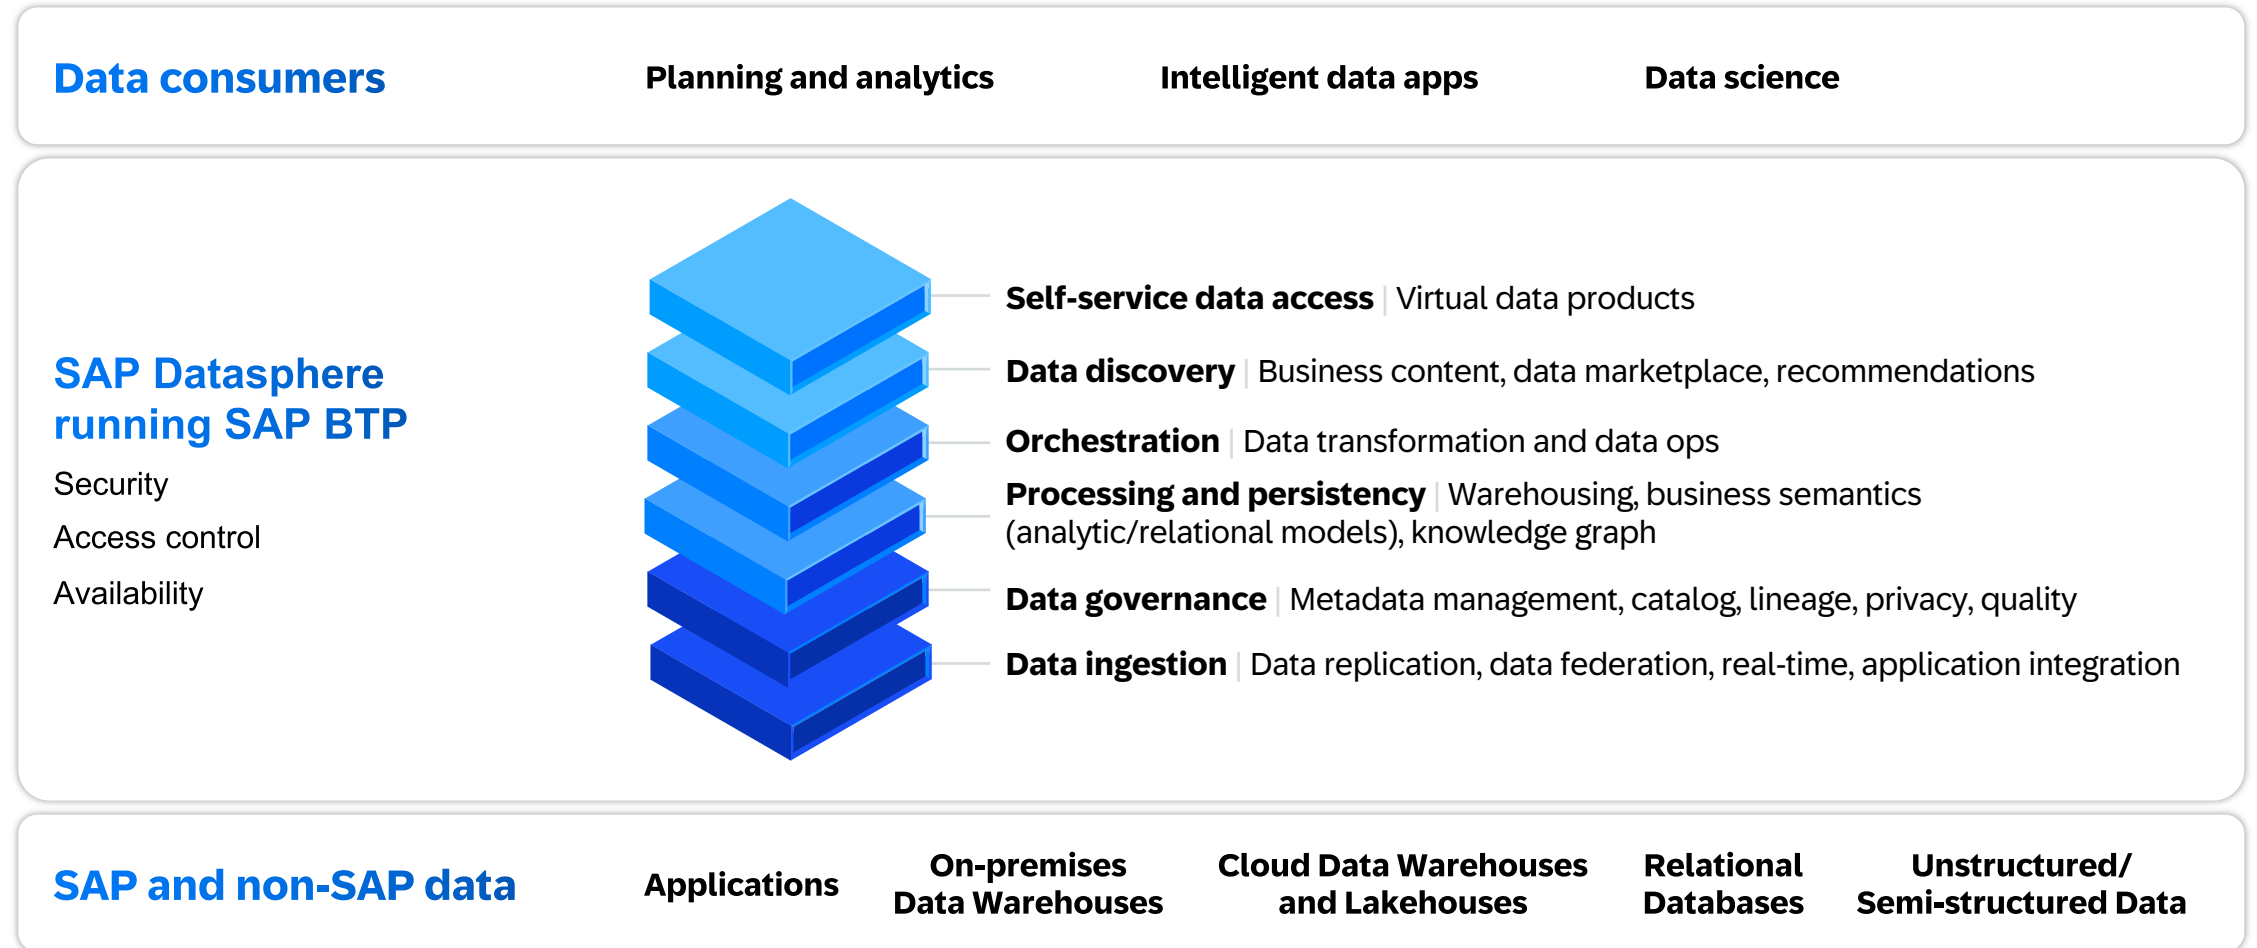 Data consumers
Planning and analytics
Intelligent data apps
Data science
SAP Datasphere
running SAP BTP
Security
Access control
Availability
Self-service data access | Virtual data products
Data discovery | Business content, data marketplace, recommendations
Orchestration | Data transformation and data ops
Processing and persistency | Warehousing, business semantics
(analytic/relational models), knowledge graph
Data governance | Metadata management, catalog, lineage, privacy, quality
Data ingestion | Data replication, data federation, real-time, application integration
SAP and non-SAP data
Applications
On-premises
Data Warehouses
Cloud Data Warehouses
and Lakehouses
Relational
Databases
Unstructured/
Semi-structured Data